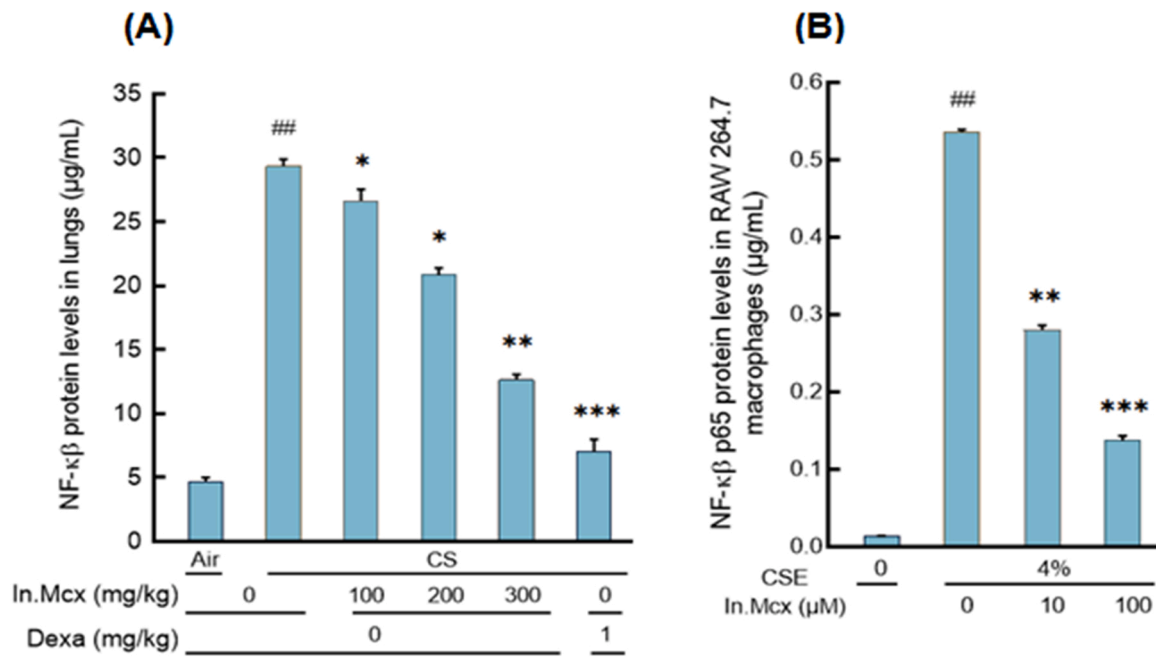 (A)
NF-κβ protein levels in lungs (µg/mL)
35
30
25
20
15
10
5
0
##
*
*
**
***
Air
CS
In.Mcx (mg/kg) 0 100 200 300 0
Dexa (mg/kg) 0 1
(B)
NF-κβ p65 protein levels in RAW 264.7
macrophages (µg/mL)
0.6
0.5
0.4
0.3
0.2
0.1
0.0
##
**
***
CSE 0 4%
In.Mcx (µM) 0 10 100